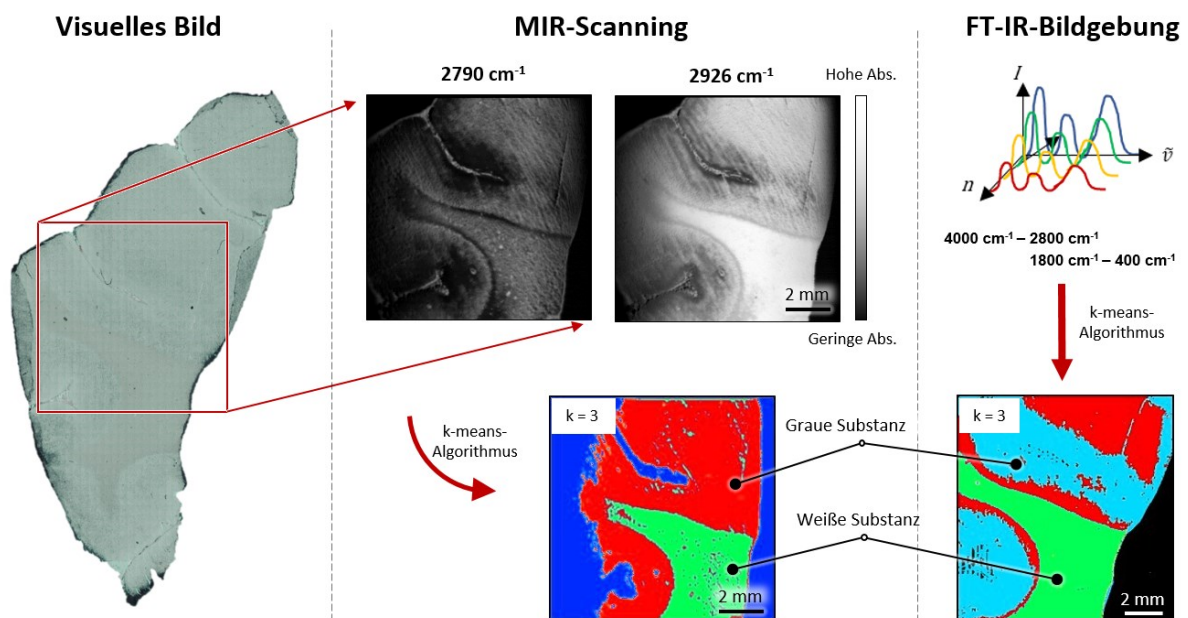 Visuelles Bild
MIR-Scanning
FT-IR-Bildgebung
2790 cm⁻¹
2926 cm⁻¹
Hohe Abs.
2 mm
Geringe Abs.
I
ṽ
n
4000 cm⁻¹ – 2800 cm⁻¹
1800 cm⁻¹ – 400 cm⁻¹
k-means-
Algorithmus
k-means-
Algorithmus
k = 3
2 mm
Graue Substanz
Weiße Substanz
k = 3
2 mm